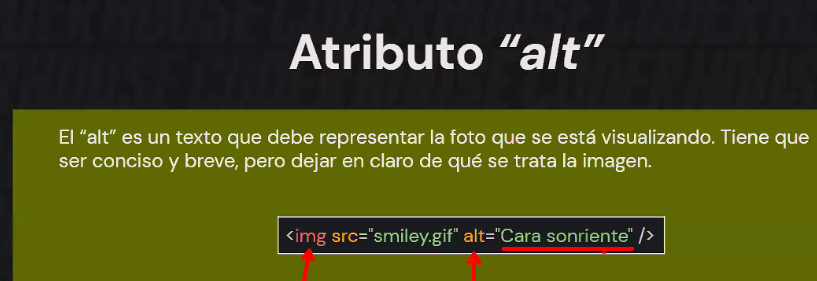 Atributo “alt”
El “alt” es un texto que debe representar la foto que se está visualizando. Tiene que
ser conciso y breve, pero dejar en claro de qué se trata la imagen.
<img src="smiley.gif" alt="Cara sonriente" />